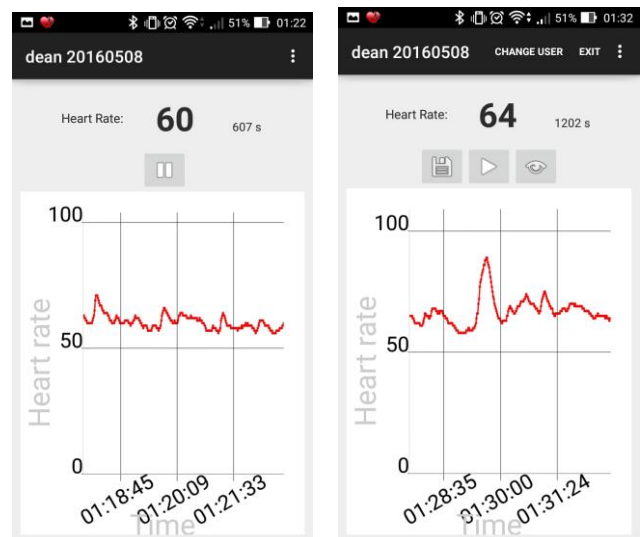 51% 01:22
dean 20160508
Heart Rate: 60 607 s
100
50
0
Heart rate
01:18:45 01:20:09 01:21:33
Time
51% 01:32
dean 20160508 CHANGE USER EXIT
Heart Rate: 64 1202 s
100
50
0
Heart rate
01:28:35 01:30:00 01:31:24
Time